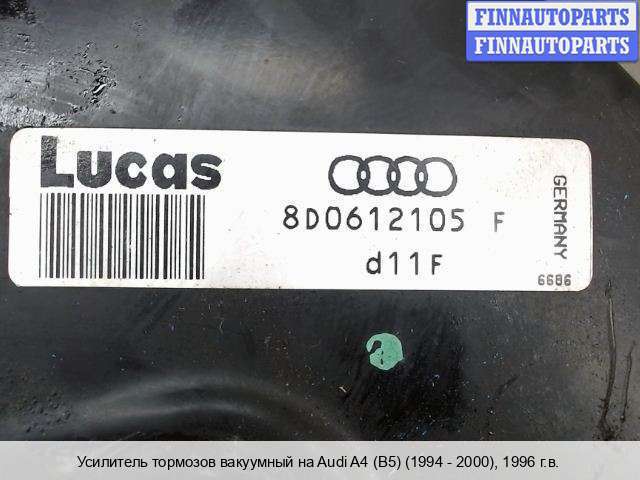 FINNAUTOPARTS
FINNAUTOPARTS
Lucas
8D0612105 F
d11F
GERMANY
6686
Усилитель тормозов вакуумный на Audi A4 (B5) (1994 - 2000), 1996 г.в.